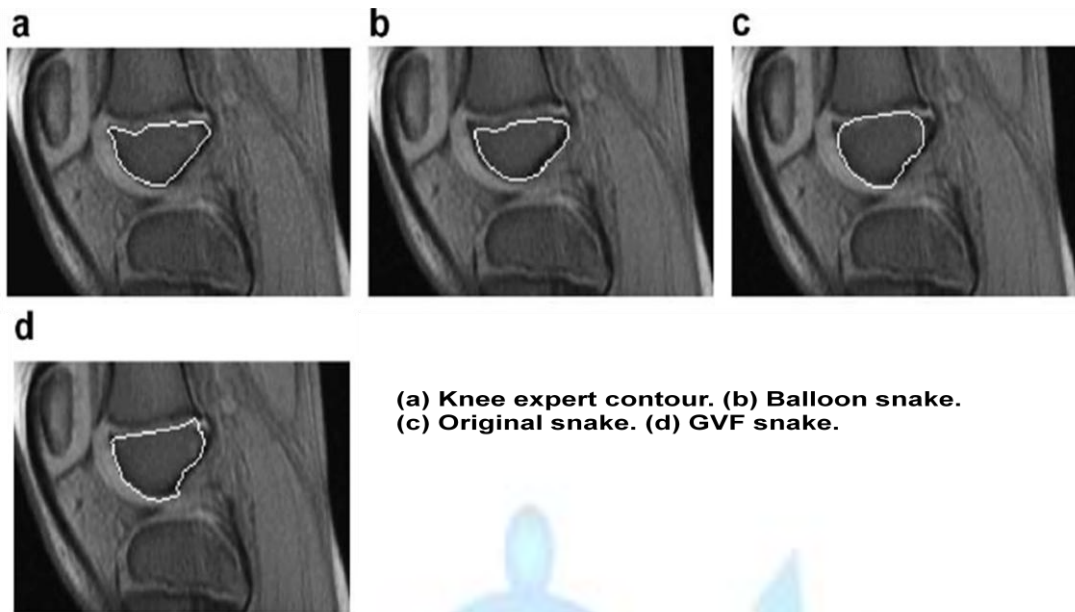 a
b
c
d
(a) Knee expert contour. (b) Balloon snake.
(c) Original snake. (d) GVF snake.